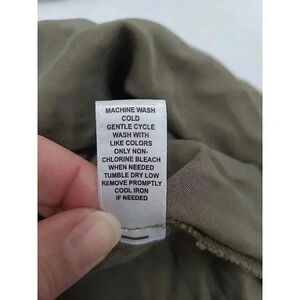 MACHINE WASH
COLD
GENTLE CYCLE
WASH WITH
LIKE COLORS
ONLY NON-
CHLORINE BLEACH
WHEN NEEDED
TUMBLE DRY LOW
REMOVE PROMPTLY
COOL IRON
IF NEEDED